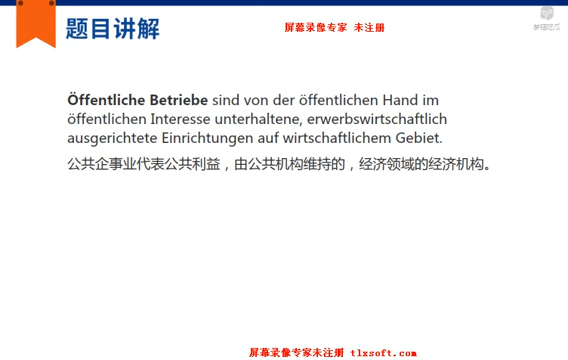 题目讲解
屏幕录像专家 未注册
Öffentliche Betriebe sind von der öffentlichen Hand im
öffentlichen Interesse unterhaltene, erwerbswirtschaftlich
ausgerichtete Einrichtungen auf wirtschaftlichem Gebiet.
公共企事业代表公共利益，由公共机构维持的，经济领域的经济机构。
屏幕录像专家未注册 tlxsoft.com